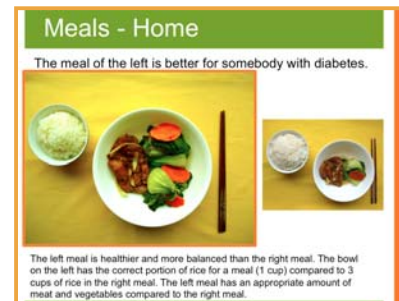 Meals - Home
The meal of the left is better for somebody with diabetes.
The left meal is healthier and more balanced than the right meal. The bowl
on the left has the correct portion of rice for a meal (1 cup) compared to 3
cups of rice in the right meal. The left meal has an appropriate amount of
meat and vegetables compared to the right meal.